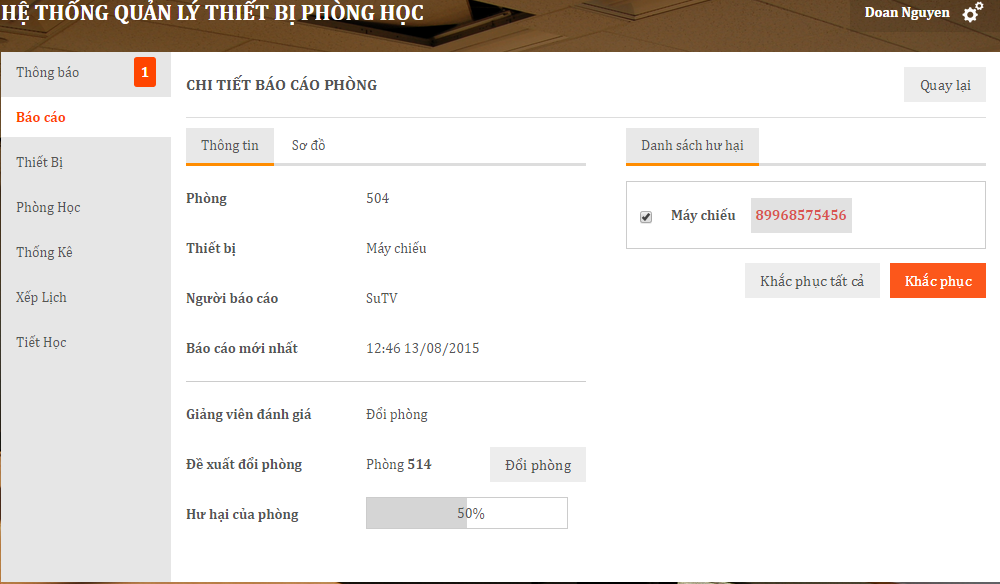 HỆ THỐNG QUẢN LÝ THIẾT BỊ PHÒNG HỌC
Doan Nguyen
Thông báo 1
Báo cáo
Thiết Bị
Phòng Học
Thống Kê
Xếp Lịch
Tiết Học
CHI TIẾT BÁO CÁO PHÒNG
Quay lại
Thông tin Sơ đồ
Phòng 504
Thiết bị Máy chiếu
Người báo cáo SuTV
Báo cáo mới nhất 12:46 13/08/2015
Giảng viên đánh giá Đổi phòng
Đề xuất đổi phòng Phòng 514 Đổi phòng
Hư hại của phòng 50%
Danh sách hư hại
Máy chiếu 89968575456
Khắc phục tất cả Khắc phục